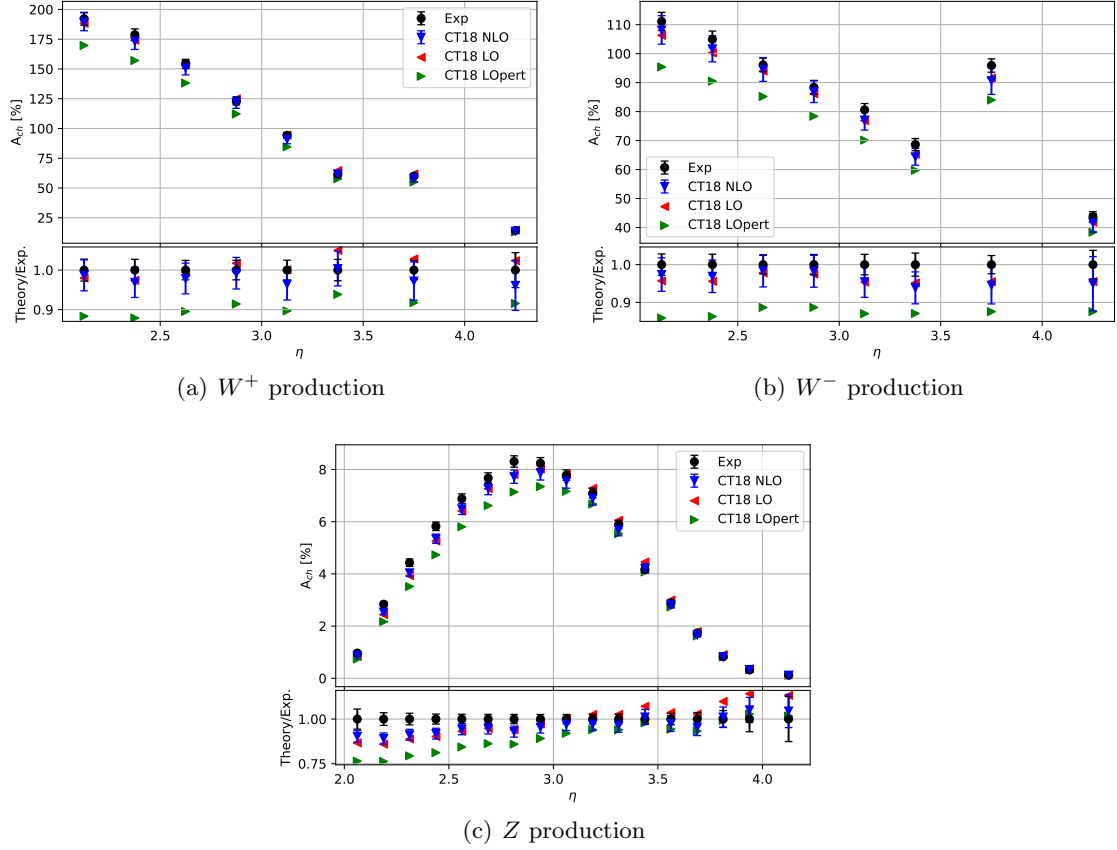 200
175
150
125
100
75
50
25
A_ch [%]
Exp
CT18 NLO
CT18 LO
CT18 LOpert
1.0
0.9
Theory/Exp.
2.5 3.0 3.5 4.0
η
(a) W⁺ production
110
100
90
80
70
60
50
40
A_ch [%]
Exp
CT18 NLO
CT18 LO
CT18 LOpert
1.0
0.9
Theory/Exp.
2.5 3.0 3.5 4.0
η
(b) W⁻ production
8
6
4
2
0
A_ch [%]
Exp
CT18 NLO
CT18 LO
CT18 LOpert
1.00
0.75
Theory/Exp.
2.0 2.5 3.0 3.5 4.0
η
(c) Z production